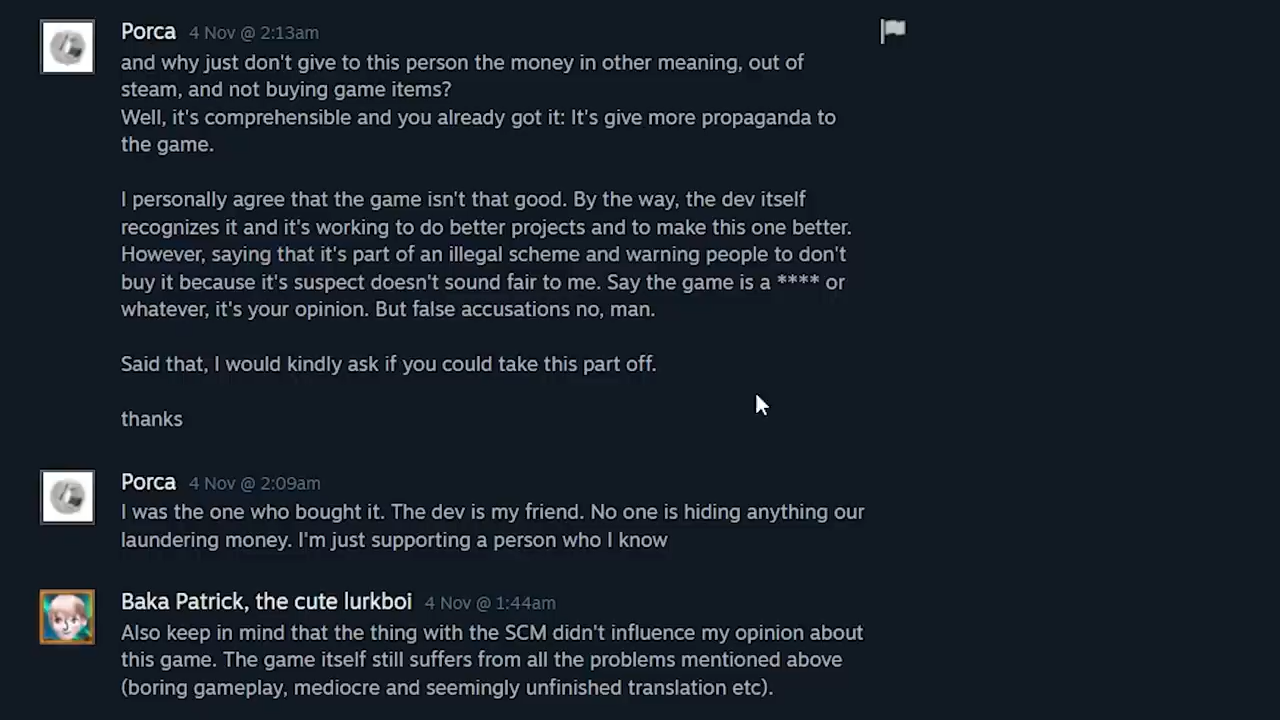 Porca 4 Nov @ 2:13am
and why just don't give to this person the money in other meaning, out of
steam, and not buying game items?
Well, it's comprehensible and you already got it: It's give more propaganda to
the game.
I personally agree that the game isn't that good. By the way, the dev itself
recognizes it and it's working to do better projects and to make this one better.
However, saying that it's part of an illegal scheme and warning people to don't
buy it because it's suspect doesn't sound fair to me. Say the game is a **** or
whatever, it's your opinion. But false accusations no, man.
Said that, I would kindly ask if you could take this part off.
thanks
Porca 4 Nov @ 2:09am
I was the one who bought it. The dev is my friend. No one is hiding anything our
laundering money. I'm just supporting a person who I know
Baka Patrick, the cute lurkboi 4 Nov @ 1:44am
Also keep in mind that the thing with the SCM didn't influence my opinion about
this game. The game itself still suffers from all the problems mentioned above
(boring gameplay, mediocre and seemingly unfinished translation etc).